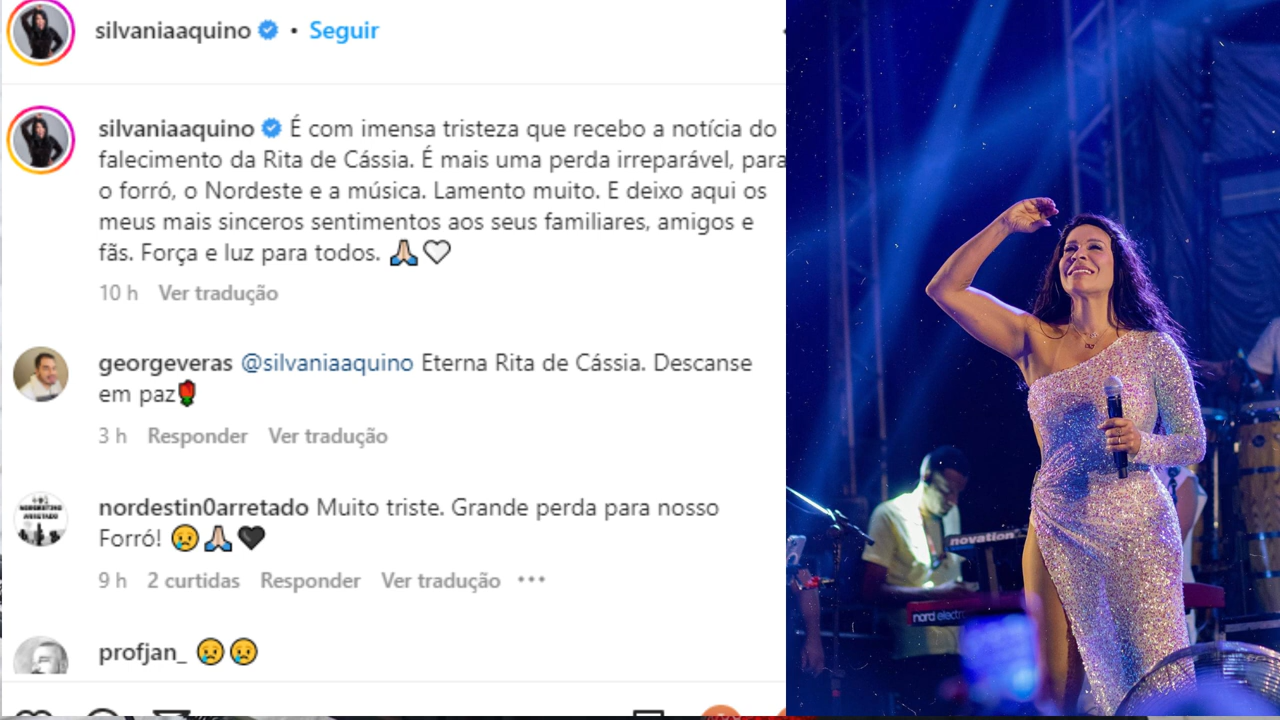 silvaniaaquino • Seguir
silvaniaaquino É com imensa tristeza que recebo a notícia do
falecimento da Rita de Cássia. É mais uma perda irreparável, para
o forró, o Nordeste e a música. Lamento muito. E deixo aqui os
meus mais sinceros sentimentos aos seus familiares, amigos e
fãs. Força e luz para todos. 🙏🏻🤍
10 h Ver tradução
georgeveras @silvaniaaquino Eterna Rita de Cássia. Descanse
em paz🌹
3 h Responder Ver tradução
nordestin0arretado Muito triste. Grande perda para nosso
Forró! 😢🙏🏻🖤
9 h 2 curtidas Responder Ver tradução •••
profjan_ 😢😢
novation
nord electro